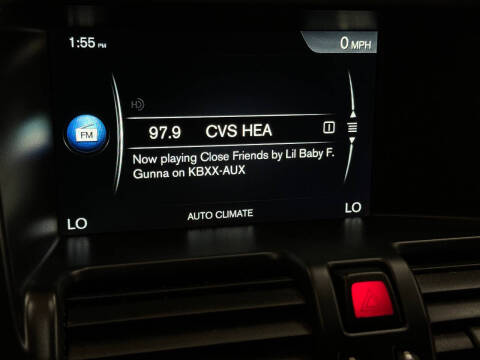 1:55 PM
0 MPH
HD
FM
97.9 CVS HEA
Now playing Close Friends by Lil Baby F.
Gunna on KBXX-AUX
LO
AUTO CLIMATE
LO